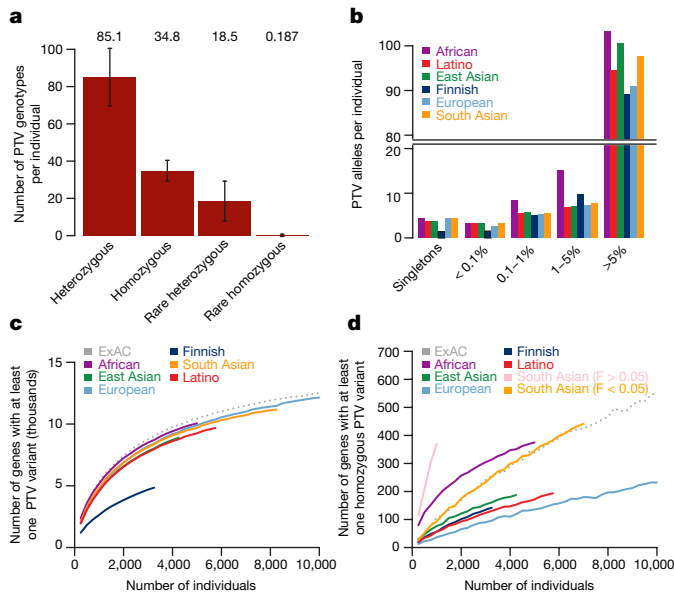 a
85.1 34.8 18.5 0.187
Number of PTV genotypes
per individual
100
80
60
40
20
0
Heterozygous
Homozygous
Rare heterozygous
Rare homozygous
b
PTV alleles per individual
100
90
80
20
10
0
African
Latino
East Asian
Finnish
European
South Asian
Singletons
< 0.1%
0.1–1%
1–5%
>5%
c
Number of genes with at least
one PTV variant (thousands)
15
10
5
0
ExAC
African
East Asian
European
Finnish
South Asian
Latino
0 2,000 4,000 6,000 8,000 10,000
Number of individuals
d
Number of genes with at least
one homozygous PTV variant
700
600
500
400
300
200
100
0
ExAC
African
East Asian
European
Finnish
Latino
South Asian (F > 0.05)
South Asian (F < 0.05)
0 2,000 4,000 6,000 8,000 10,000
Number of individuals